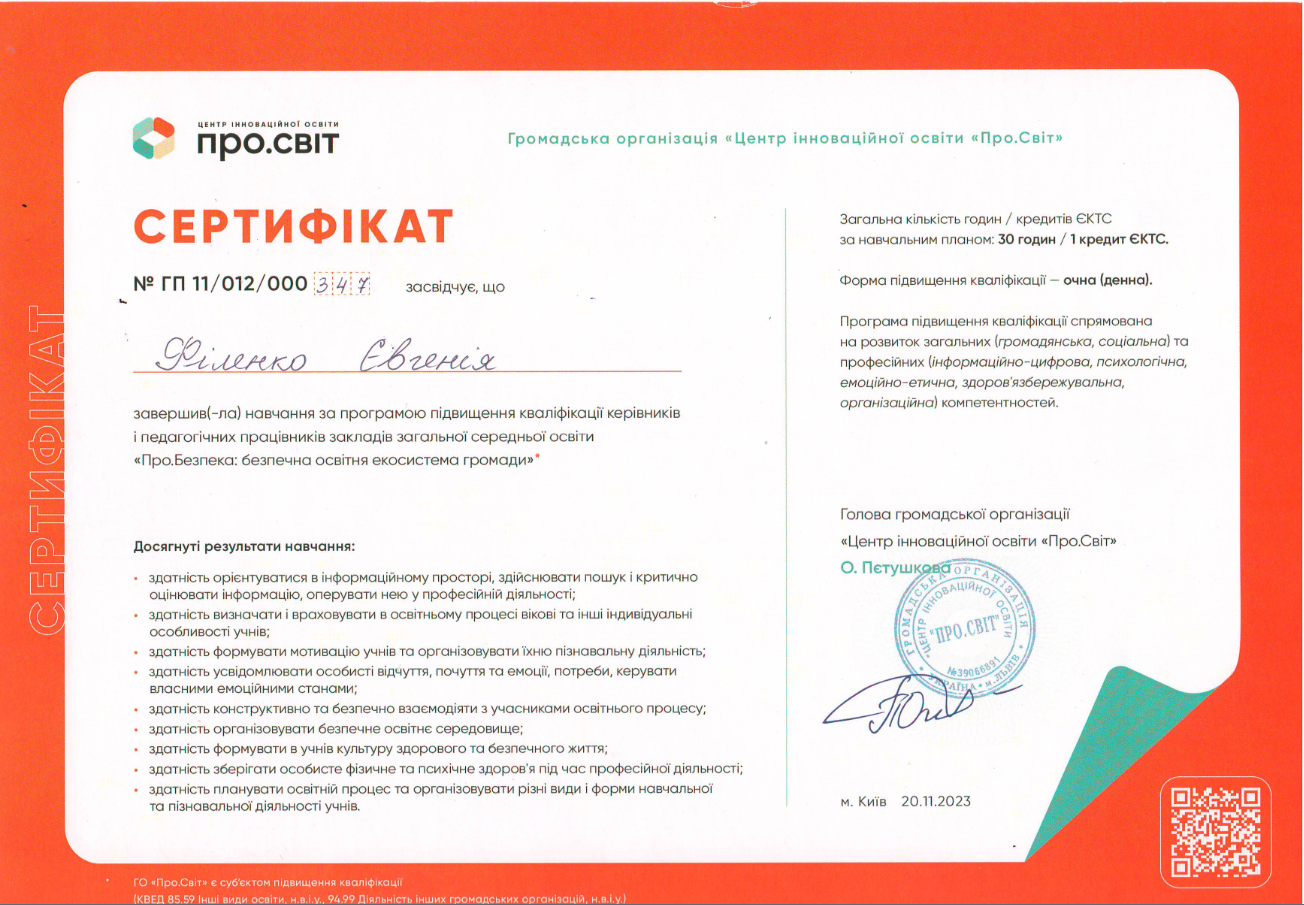 ЦЕНТР ІННОВАЦІЙНОЇ ОСВІТИ
ПРО.СВІТ
Громадська організація «Центр інноваційної освіти «Про.Світ»
СЕРТИФІКАТ
СЕРТИФІКАТ
№ ГП 11/012/000 347 засвідчує, що
Філенко Євгенія
завершив(-ла) навчання за програмою підвищення кваліфікації керівників
і педагогічних працівників закладів загальної середньої освіти
«Про.Безпека: безпечна освітня екосистема громади»*
Досягнуті результати навчання:
• здатність орієнтуватися в інформаційному просторі, здійснювати пошук і критично
оцінювати інформацію, оперувати нею у професійній діяльності;
• здатність визначати і враховувати в освітньому процесі вікові та інші індивідуальні
особливості учнів;
• здатність формувати мотивацію учнів та організовувати їхню пізнавальну діяльність;
• здатність усвідомлювати особисті відчуття, почуття та емоції, потреби, керувати
власними емоційними станами;
• здатність конструктивно та безпечно взаємодіяти з учасниками освітнього процесу;
• здатність організовувати безпечне освітнє середовище;
• здатність формувати в учнів культуру здорового та безпечного життя;
• здатність зберігати особисте фізичне та психічне здоров'я під час професійної діяльності;
• здатність планувати освітній процес та організовувати різні види і форми навчальної
та пізнавальної діяльності учнів.
Загальна кількість годин / кредитів ЄКТС
за навчальним планом: 30 годин / 1 кредит ЄКТС.
Форма підвищення кваліфікації – очна (денна).
Програма підвищення кваліфікації спрямована
на розвиток загальних (громадянська, соціальна) та
професійних (інформаційно-цифрова, психологічна,
емоційно-етична, здоров'язбережувальна,
організаційна) компетентностей.
Голова громадської організації
«Центр інноваційної освіти «Про.Світ»
О. Пєтушкова
ГРОМАДСЬКА ОРГАНІЗАЦІЯ
"ЦЕНТР ІННОВАЦІЙНОЇ ОСВІТИ
"ПРО.СВІТ"
№39066891
УКРАЇНА • м. ЛЬВІВ
м. Київ 20.11.2023
* ГО «Про.Світ» є суб'єктом підвищення кваліфікації
(КВЕД 85.59 Інші види освіти, н.в.і.у., 94.99 Діяльність інших громадських організацій, н.в.і.у.)